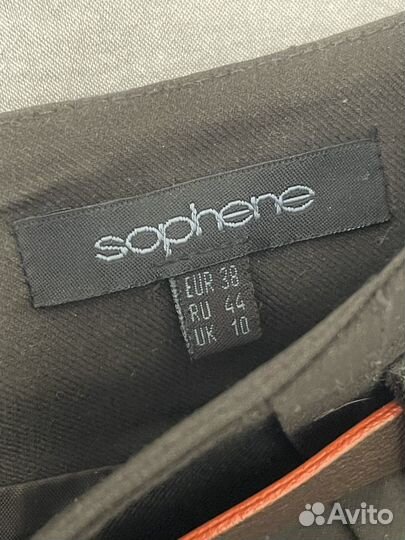 sophene
EUR 38
RU 44
UK 10
Avito